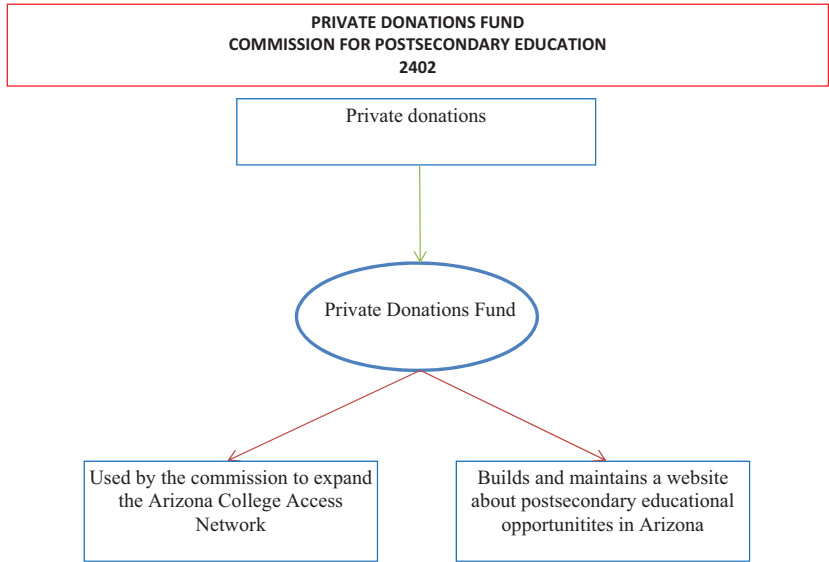 PRIVATE DONATIONS FUND
COMMISSION FOR POSTSECONDARY EDUCATION
2402
Private donations
Private Donations Fund
Used by the commission to expand
the Arizona College Access
Network
Builds and maintains a website
about postsecondary educational
opportunitites in Arizona